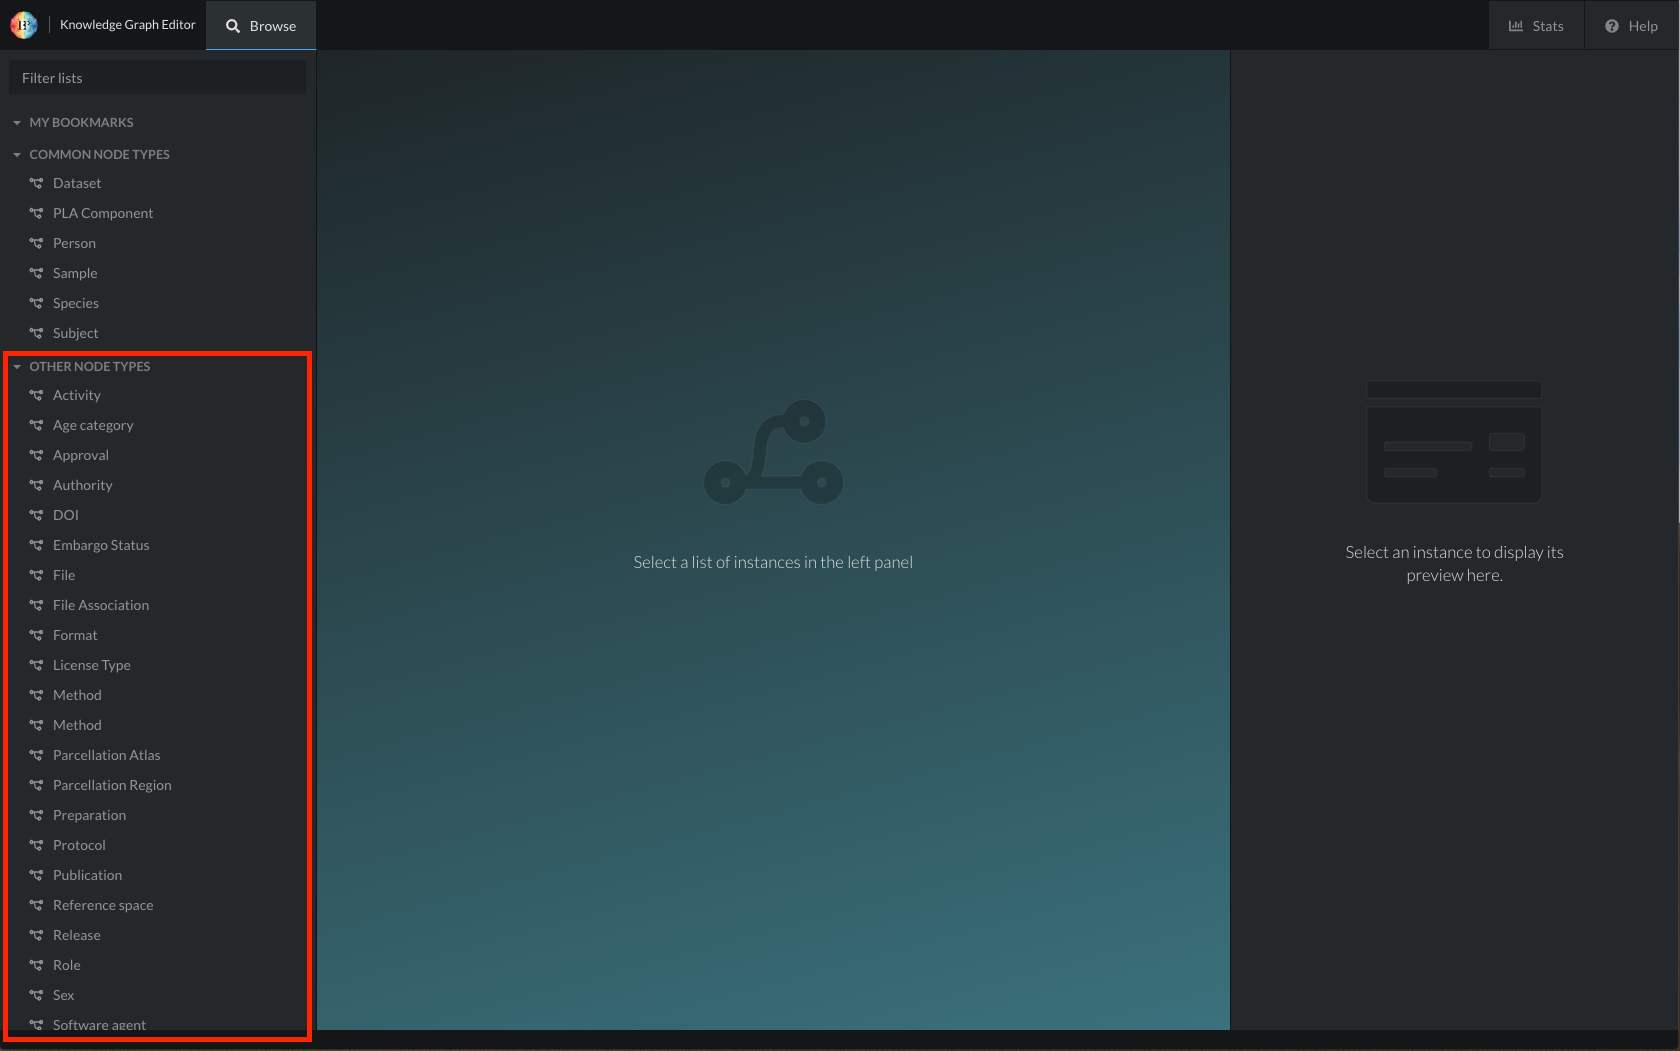 Knowledge Graph Editor
Browse
Stats
Help
Filter lists
MY BOOKMARKS
COMMON NODE TYPES
Dataset
PLA Component
Person
Sample
Species
Subject
OTHER NODE TYPES
Activity
Age category
Approval
Authority
DOI
Embargo Status
File
File Association
Format
License Type
Method
Method
Parcellation Atlas
Parcellation Region
Preparation
Protocol
Publication
Reference space
Release
Role
Sex
Software agent
Select a list of instances in the left panel
Select an instance to display its
preview here.